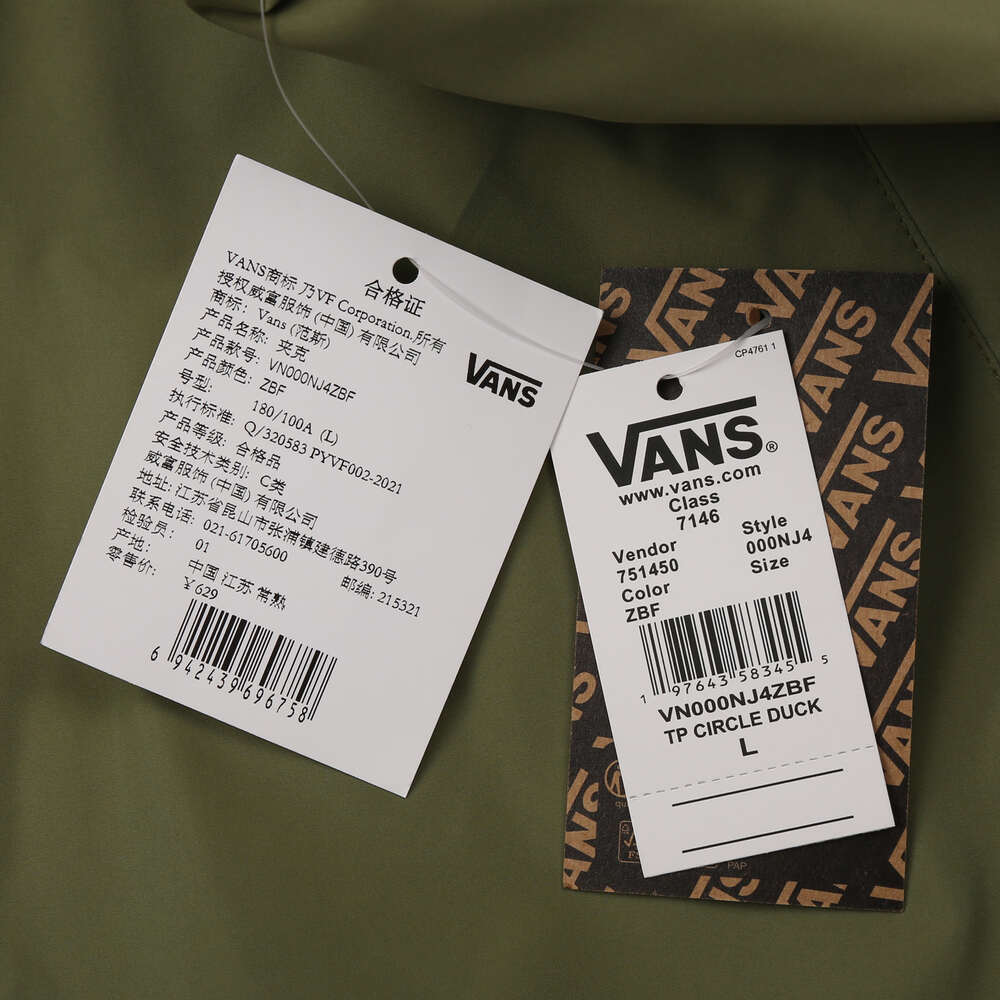 合格证
VANS商标 乃VF Corporation.所有
授权威富服饰 (中国) 有限公司
商标: Vans (范斯)
产品名称: 夹克
产品款号: VN000NJ4ZBF
产品颜色: ZBF
号型: 180/100A (L)
执行标准: Q/320583 PYVF002-2021
产品等级: 合格品
安全技术类别: C类
威富服饰 (中国) 有限公司
地址: 江苏省昆山市张浦镇建德路390号
联系电话: 021-61705600 邮编: 215321
检验员: 01
产地: 中国 江苏 常熟
零售价: ¥629
6 942439 696758
VANS
CP4761 1
VANS®
www.vans.com
Class
7146
Vendor Style
751450 000NJ4
Color Size
ZBF
1 97643 58345 5
VN000NJ4ZBF
TP CIRCLE DUCK
L
VANS
VANS
VANS
VANS
VANS
VANS
PAP